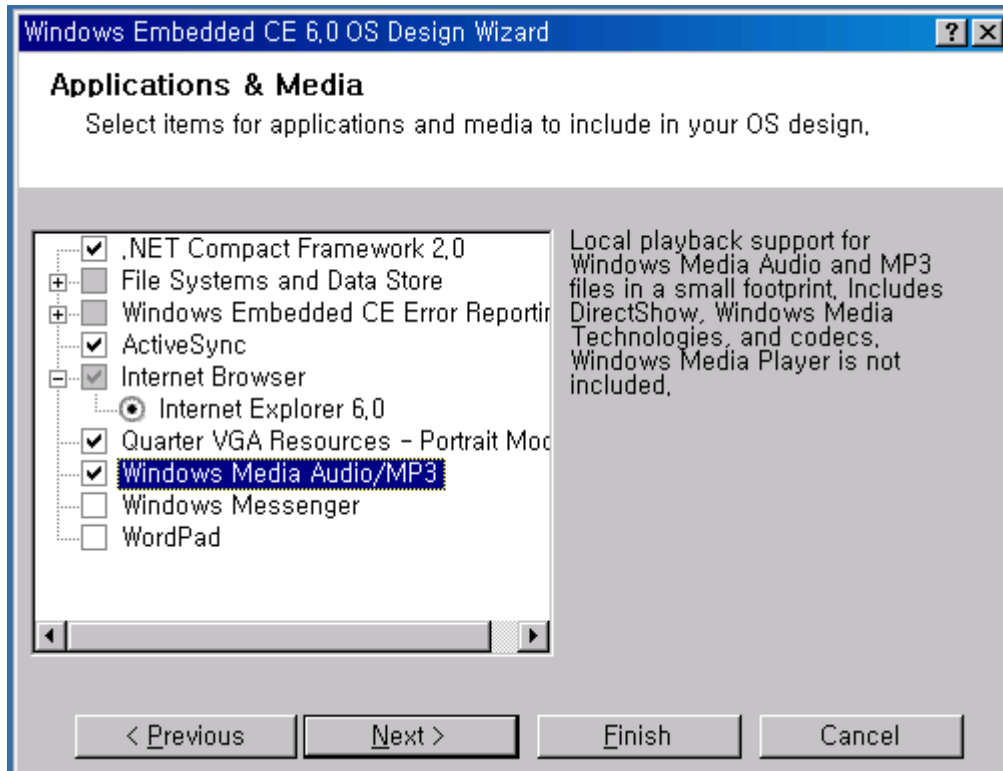 Windows Embedded CE 6.0 OS Design Wizard
Applications & Media
Select items for applications and media to include in your OS design.
.NET Compact Framework 2.0
File Systems and Data Store
Windows Embedded CE Error Reportin
ActiveSync
Internet Browser
Internet Explorer 6.0
Quarter VGA Resources - Portrait Mod
Windows Media Audio/MP3
Windows Messenger
WordPad
Local playback support for
Windows Media Audio and MP3
files in a small footprint. Includes
DirectShow, Windows Media
Technologies, and codecs.
Windows Media Player is not
included.
< Previous
Next >
Finish
Cancel